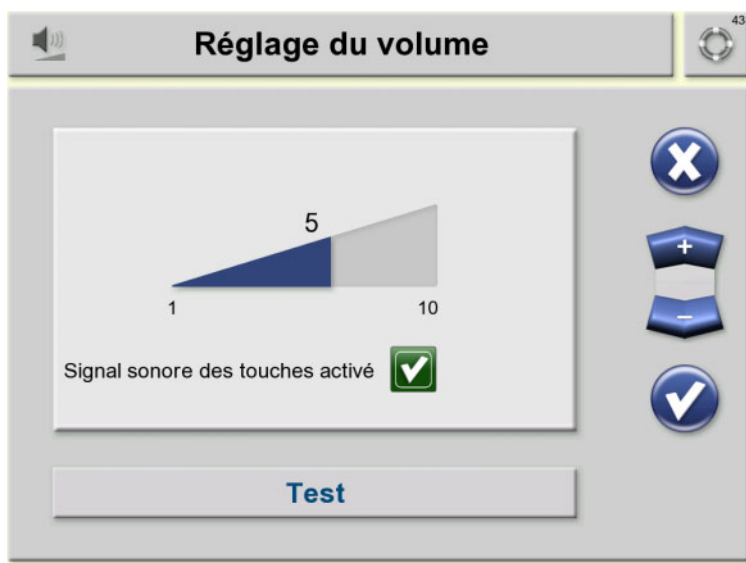 Réglage du volume
43
5
1
10
+
–
Signal sonore des touches activé
Test